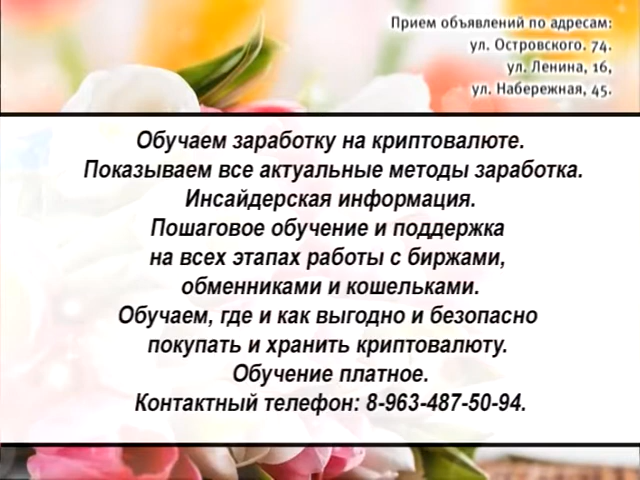 Прием объявлений по адресам:
ул. Островского. 74.
ул. Ленина, 16,
ул. Набережная, 45.
Обучаем заработку на криптовалюте.
Показываем все актуальные методы заработка.
Инсайдерская информация.
Пошаговое обучение и поддержка
на всех этапах работы с биржами,
обменниками и кошельками.
Обучаем, где и как выгодно и безопасно
покупать и хранить криптовалюту.
Обучение платное.
Контактный телефон: 8-963-487-50-94.